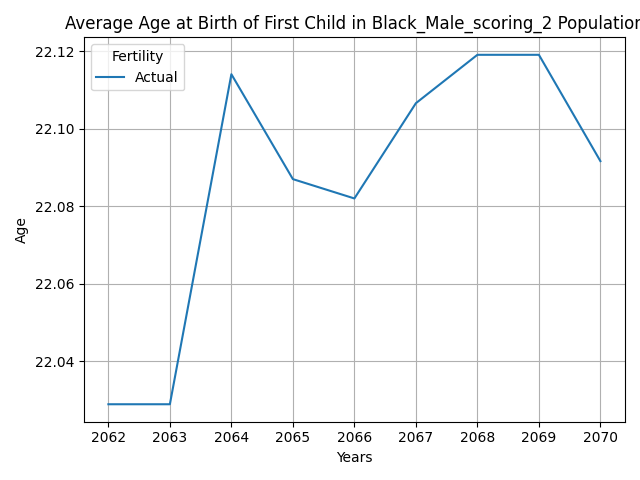 Average Age at Birth of First Child in Black_Male_scoring_2 Population
Fertility
Actual
22.12
22.10
22.08
22.06
22.04
Age
2062 2063 2064 2065 2066 2067 2068 2069 2070
Years